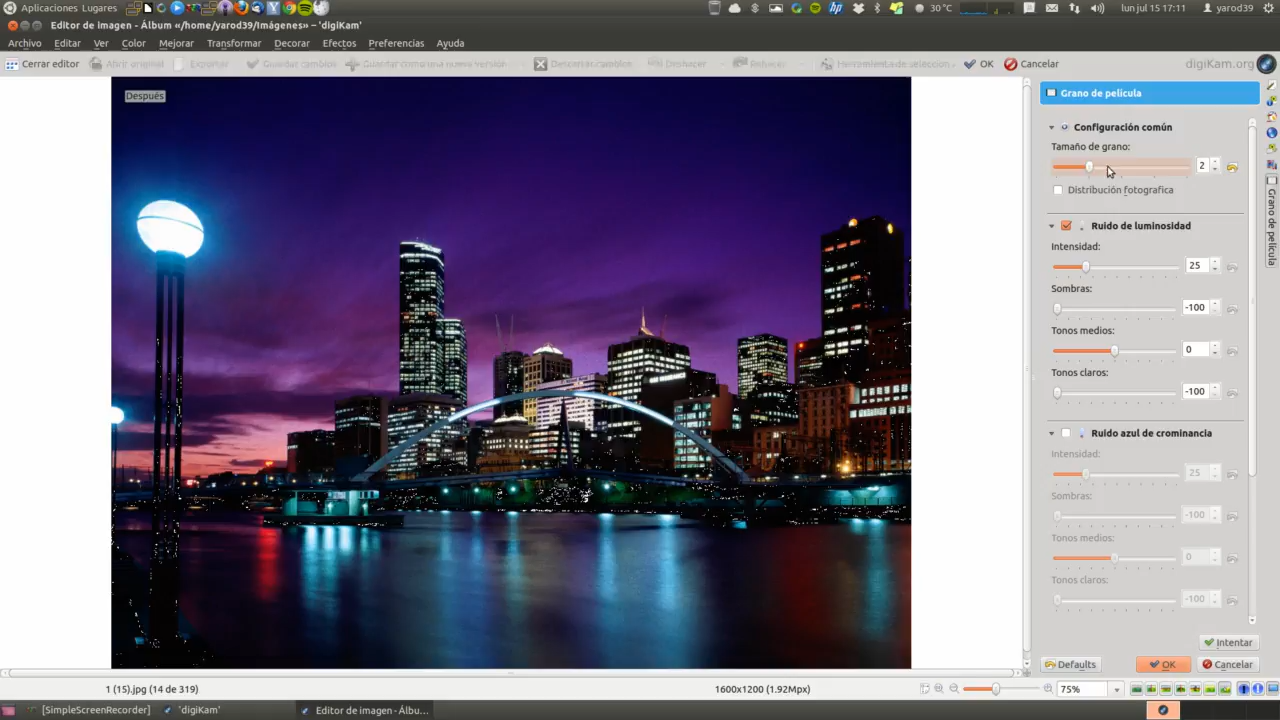 Aplicaciones Lugares
30°C
lun jul 15 17:11
yarod39
Editor de imagen - Álbum «/home/yarod39/Imágenes» – 'digiKam'
Archivo Editar Ver Color Mejorar Transformar Decorar Efectos Preferencias Ayuda
Cerrar editor Abrir original Exportar Guardar cambios Guardar como una nueva versión Descartar cambios Deshacer Rehacer Herramienta de selección OK Cancelar digiKam.org
Después
Grano de película
Configuración común
Tamaño de grano:
2
Distribución fotografica
Grano de película
Ruido de luminosidad
Intensidad:
25
Sombras:
-100
Tonos medios:
0
Tonos claros:
-100
Ruido azul de crominancia
Intensidad:
25
Sombras:
-100
Tonos medios:
0
Tonos claros:
-100
Intentar
Defaults OK Cancelar
1 (15).jpg (14 de 319)
1600x1200 (1.92Mpx)
75%
[SimpleScreenRecorder] 'digiKam' Editor de imagen - Álbu...